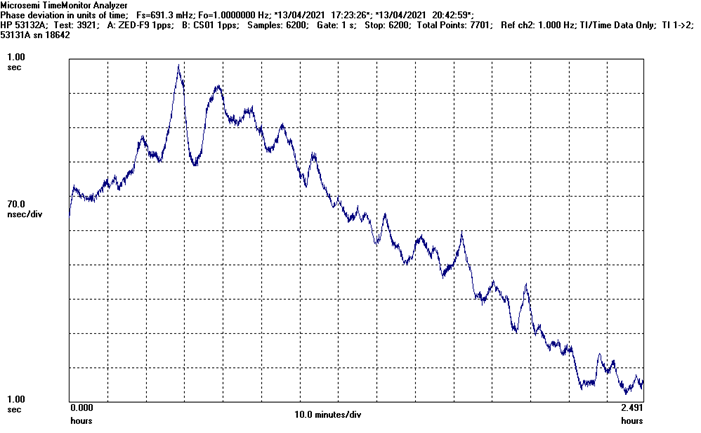 Microsemi TimeMonitor Analyzer
Phase deviation in units of time;  Fs=691.3 mHz; Fo=1.0000000 Hz; *13/04/2021  17:23:26*; *13/04/2021  20:42:59*;
HP 53132A;  Test: 3921;  A: ZED-F9 1pps;  B: CS01 1pps;  Samples: 6200;  Gate: 1 s;  Stop: 6200;  Total Points: 7701;  Ref ch2: 1.000 Hz; TI/Time Data Only;  TI 1->2;
53131A sn 18642
1.00
sec
70.0
nsec/div
1.00
sec
0.000 10.0 minutes/div 2.491
hours hours